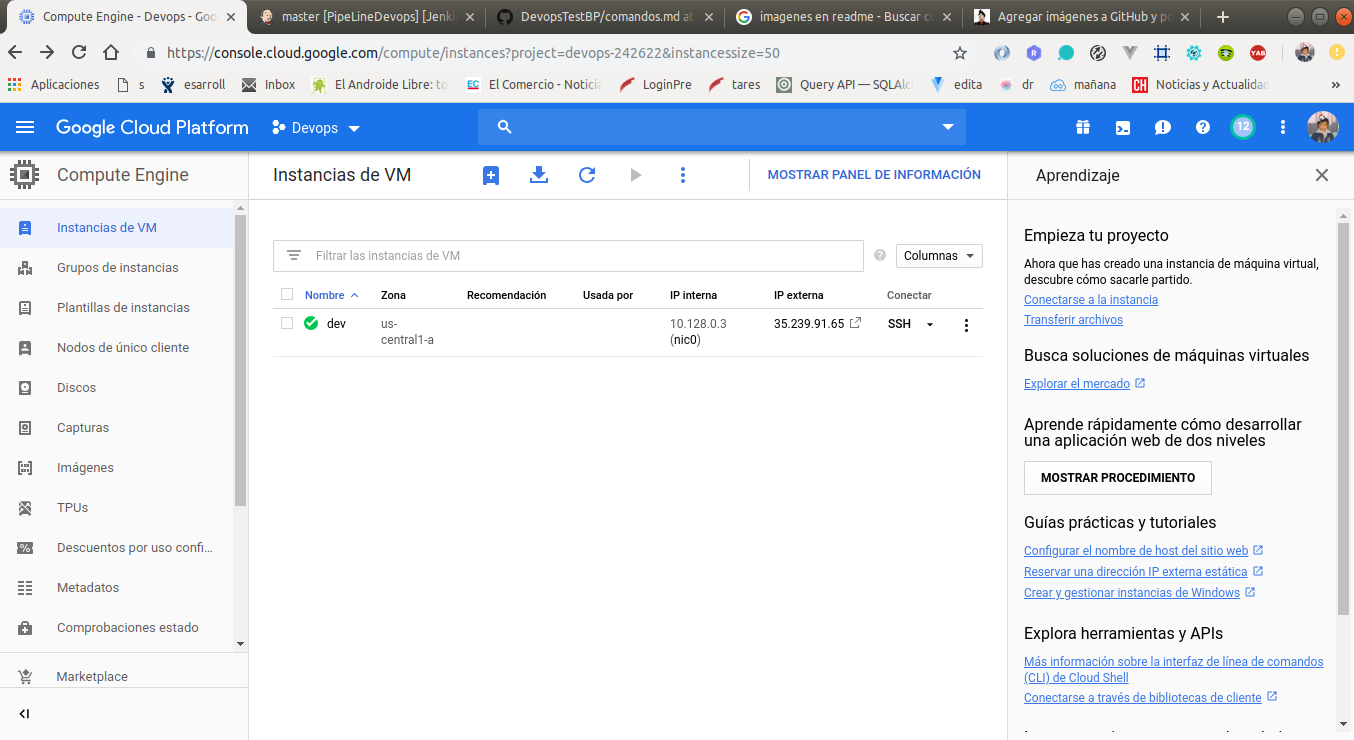 Compute Engine - Devops - Goo
master [PipeLineDevops] [Jenki
DevopsTestBP/comandos.md at
imagenes en readme - Buscar co
Agregar imágenes a GitHub y po
https://console.cloud.google.com/compute/instances?project=devops-242622&instancessize=50
Aplicaciones
s
esarroll
Inbox
El Androide Libre: to
El Comercio - Noticia
LoginPre
tares
Query API — SQLAlc
edita
dr
mañana
Noticias y Actualidad
»
Google Cloud Platform
Devops
12
Compute Engine
Instancias de VM
MOSTRAR PANEL DE INFORMACIÓN
Aprendizaje
Instancias de VM
Grupos de instancias
Plantillas de instancias
Nodos de único cliente
Discos
Capturas
Imágenes
TPUs
Descuentos por uso confi...
Metadatos
Comprobaciones estado
Marketplace
Filtrar las instancias de VM
Columnas
Nombre Zona Recomendación Usada por IP interna IP externa Conectar
dev us- 10.128.0.3 35.239.91.65 SSH
central1-a (nic0)
Empieza tu proyecto
Ahora que has creado una instancia de máquina virtual,
descubre cómo sacarle partido.
Conectarse a la instancia
Transferir archivos
Busca soluciones de máquinas virtuales
Explorar el mercado
Aprende rápidamente cómo desarrollar
una aplicación web de dos niveles
MOSTRAR PROCEDIMIENTO
Guías prácticas y tutoriales
Configurar el nombre de host del sitio web
Reservar una dirección IP externa estática
Crear y gestionar instancias de Windows
Explora herramientas y APIs
Más información sobre la interfaz de línea de comandos
(CLI) de Cloud Shell
Conectarse a través de bibliotecas de cliente